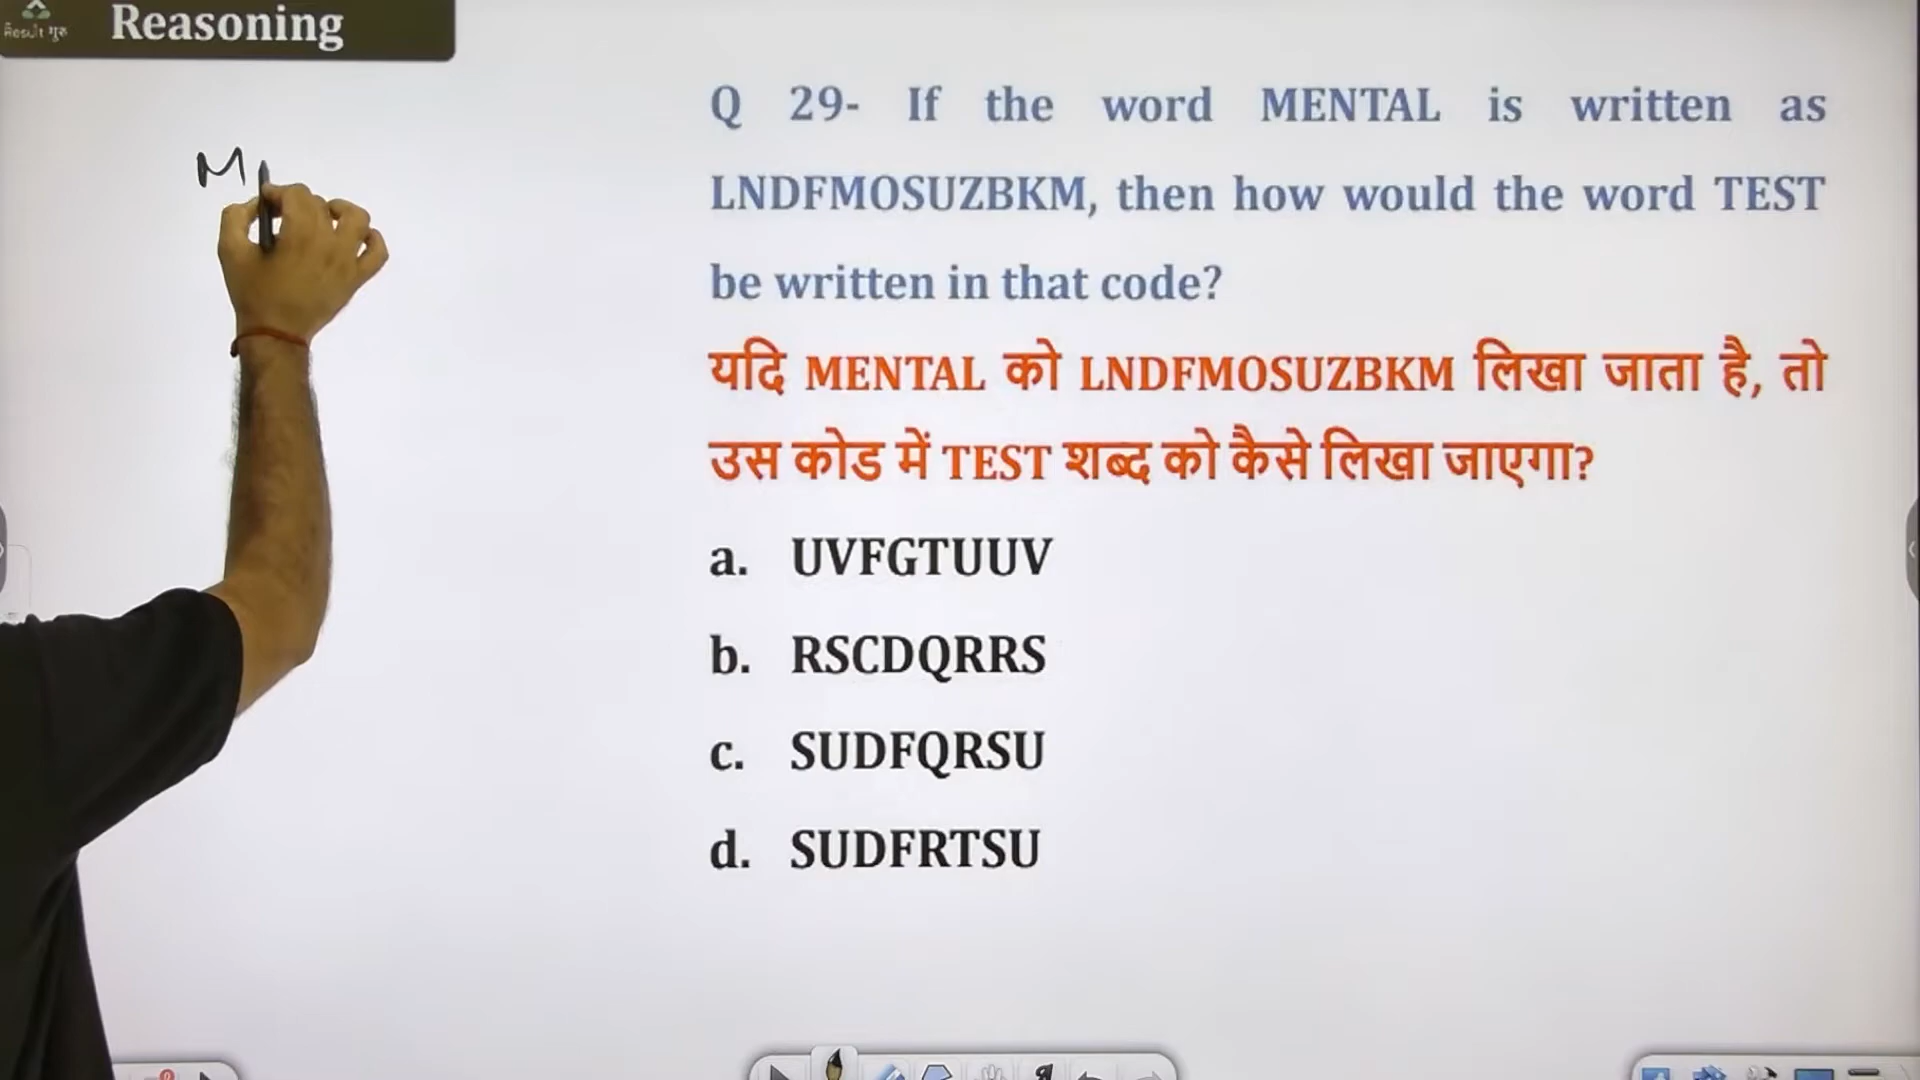 Result गुरु
Reasoning
M
Q 29- If the word MENTAL is written as
LNDFMOSUZBKM, then how would the word TEST
be written in that code?
यदि MENTAL को LNDFMOSUZBKM लिखा जाता है, तो
उस कोड में TEST शब्द को कैसे लिखा जाएगा?
a. UVFGTUUV
b. RSCDQRRS
c. SUDFQRSU
d. SUDFRTSU